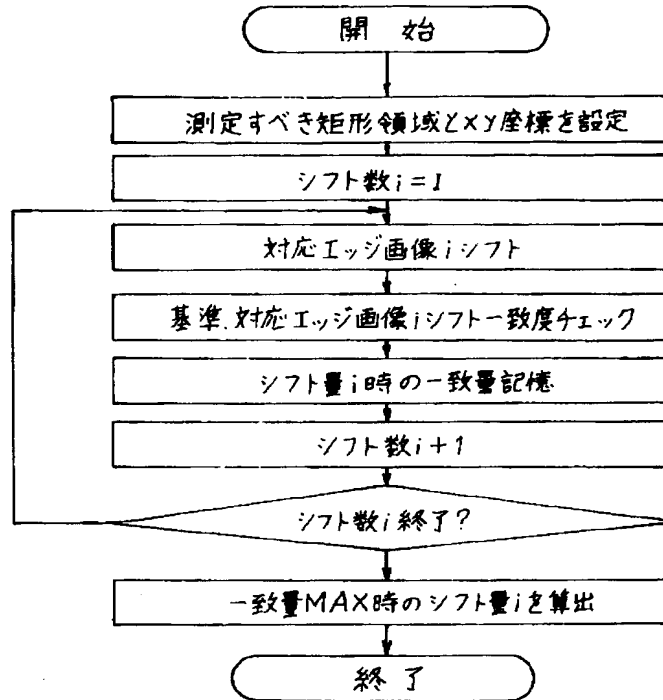 開始
測定すべき矩形領域とXy座標を設定
シフト数i=1
対応エッジ画像iシフト
基準.対応エッジ画像iシフト一致度チェック
シフト量i時の一致量記憶
シフト数i+1
シフト数i終了?
一致量MAX時のシフト量iを算出
終了